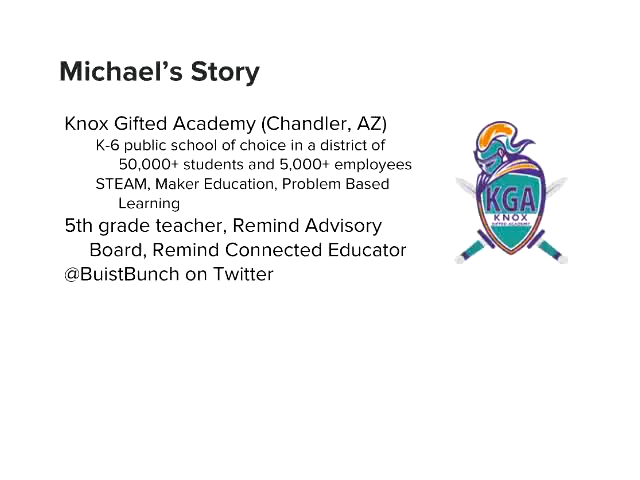 Michael’s Story
Knox Gifted Academy (Chandler, AZ)
K-6 public school of choice in a district of
50,000+ students and 5,000+ employees
STEAM, Maker Education, Problem Based
Learning
5th grade teacher, Remind Advisory
Board, Remind Connected Educator
@BuistBunch on Twitter
KGA
KNOX
GIFTED ACADEMY